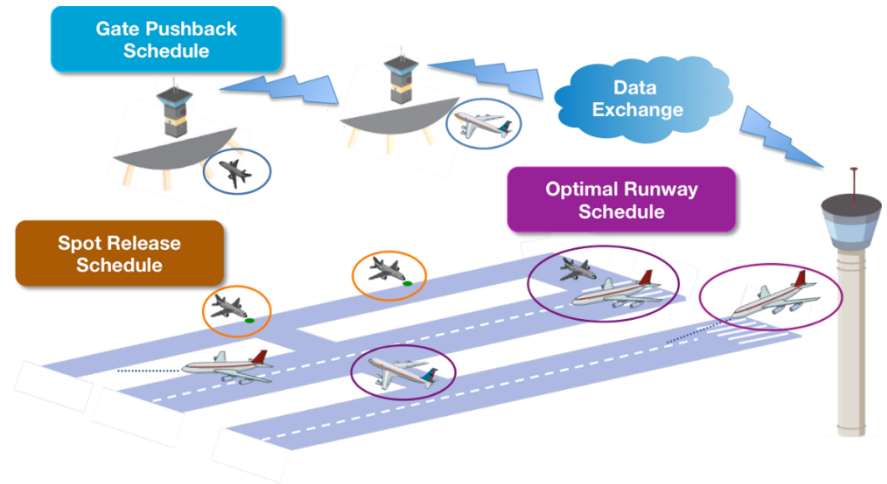 Gate Pushback
Schedule
Data
Exchange
Optimal Runway
Schedule
Spot Release
Schedule